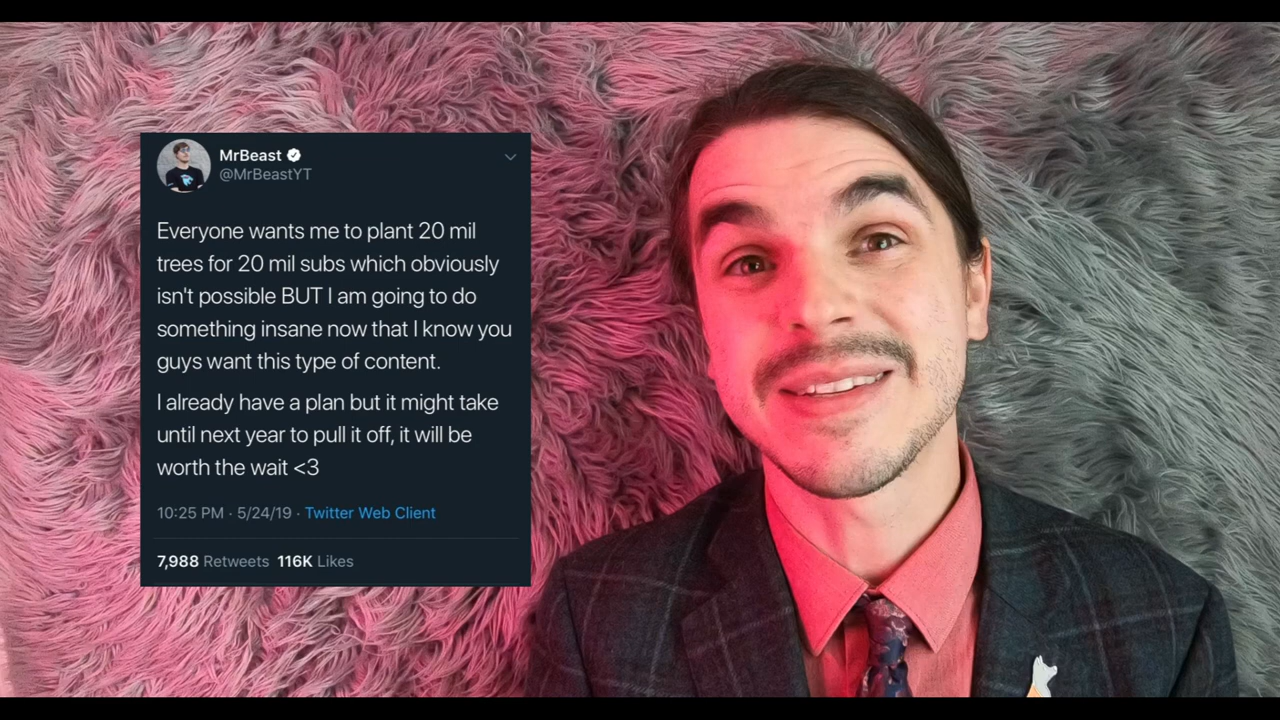 MrBeast
@MrBeastYT
Everyone wants me to plant 20 mil
trees for 20 mil subs which obviously
isn't possible BUT I am going to do
something insane now that I know you
guys want this type of content.
I already have a plan but it might take
until next year to pull it off, it will be
worth the wait <3
10:25 PM · 5/24/19 · Twitter Web Client
7,988 Retweets 116K Likes